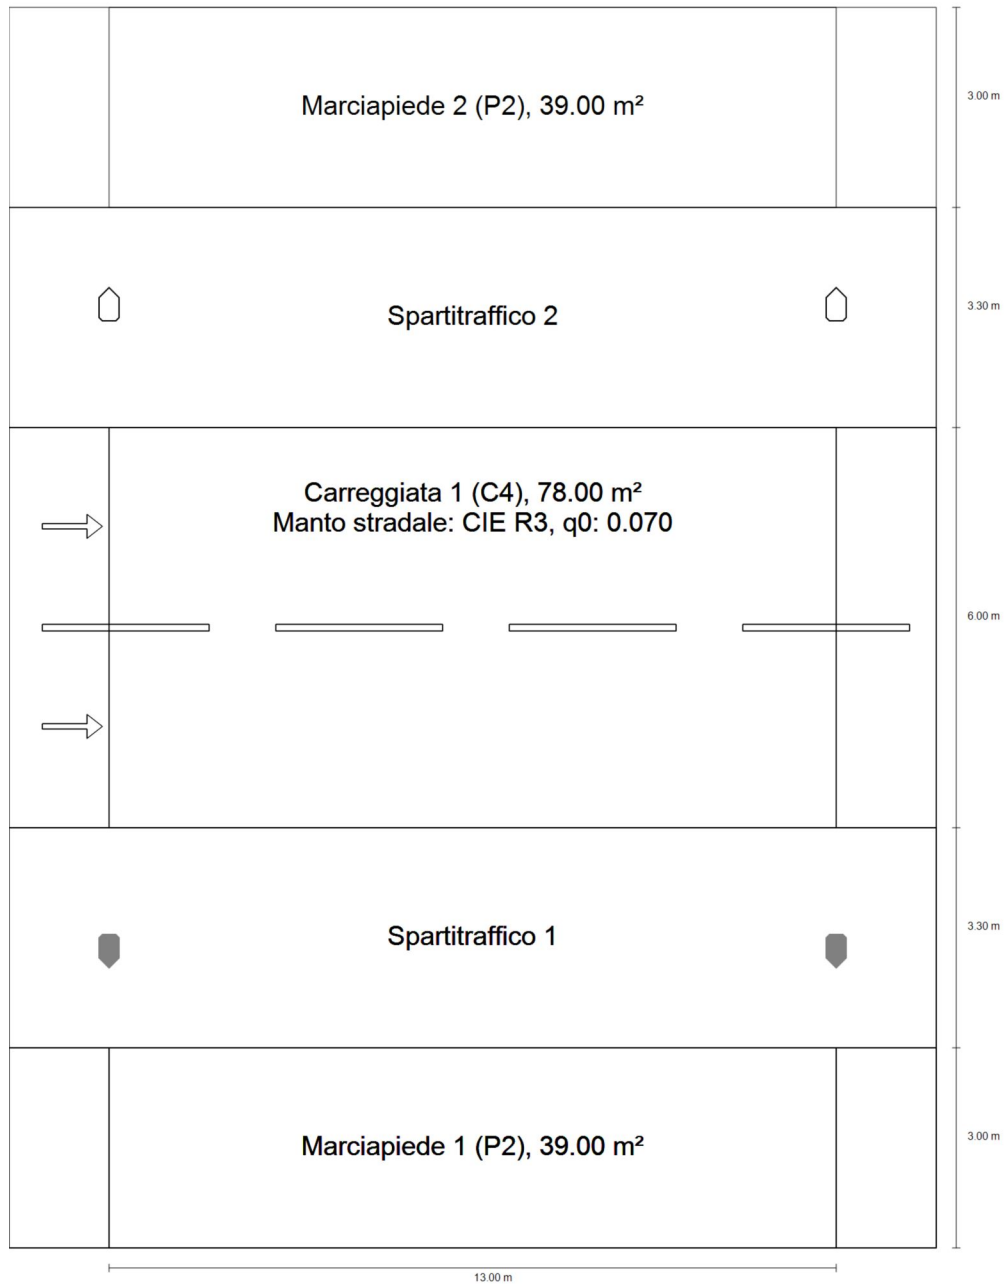 Marciapiede 2 (P2), 39.00 m²
3.00 m
Spartitraffico 2
3.30 m
Carreggiata 1 (C4), 78.00 m²
Manto stradale: CIE R3, q0: 0.070
6.00 m
Spartitraffico 1
3.30 m
Marciapiede 1 (P2), 39.00 m²
3.00 m
13.00 m